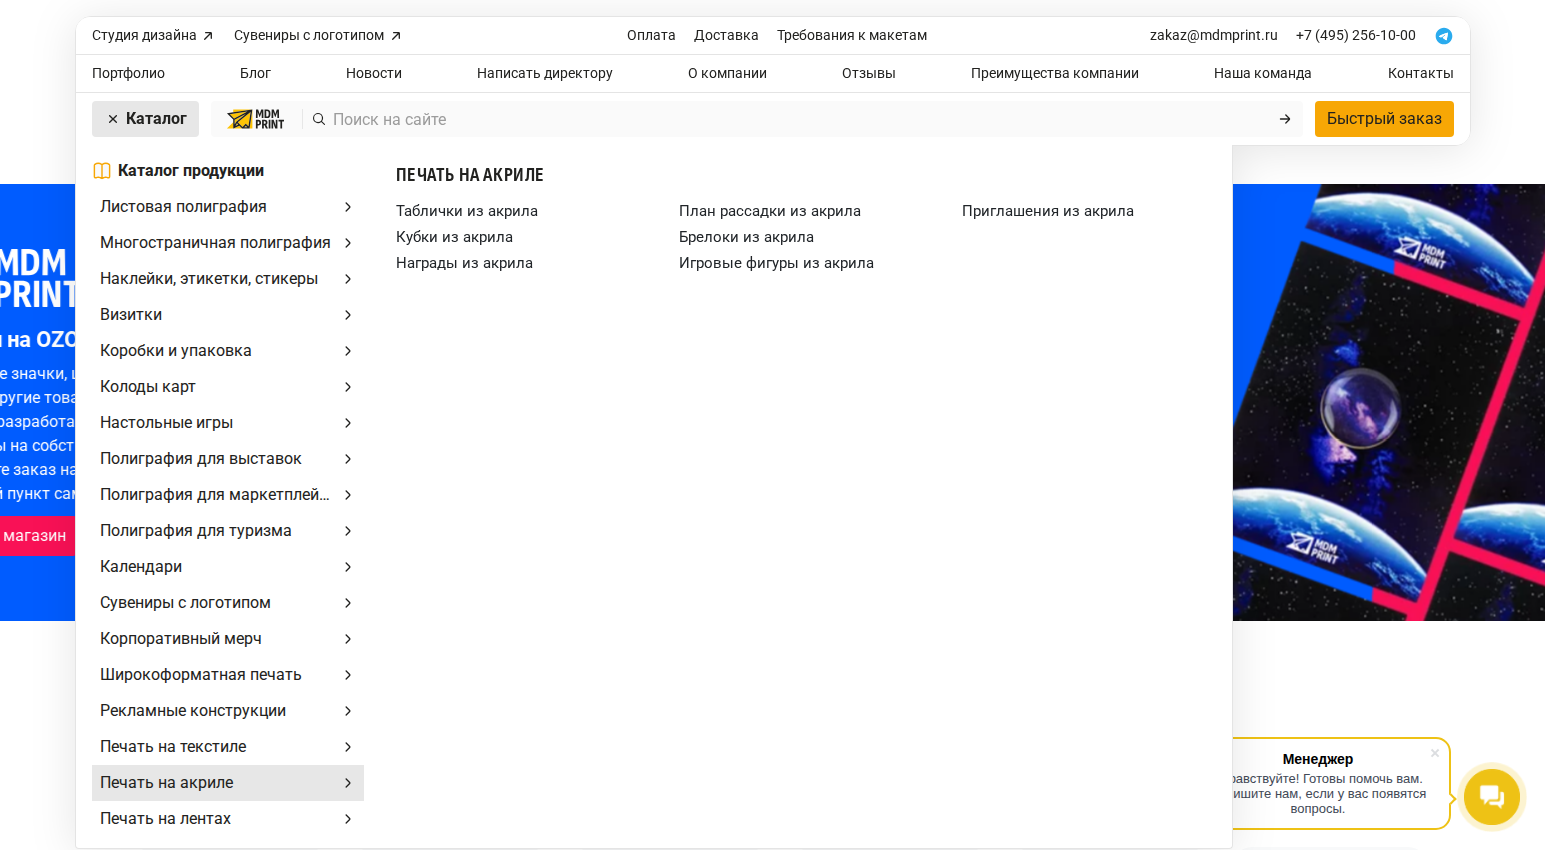 Студия дизайна
Сувениры с логотипом
Оплата
Доставка
Требования к макетам
zakaz@mdmprint.ru
+7 (495) 256-10-00
Портфолио
Блог
Новости
Написать директору
О компании
Отзывы
Преимущества компании
Наша команда
Контакты
Каталог
MDM
PRINT
Поиск на сайте
Быстрый заказ
Каталог продукции
Листовая полиграфия
Многостраничная полиграфия
Наклейки, этикетки, стикеры
Визитки
Коробки и упаковка
Колоды карт
Настольные игры
Полиграфия для выставок
Полиграфия для маркетплей...
Полиграфия для туризма
Календари
Сувениры с логотипом
Корпоративный мерч
Широкоформатная печать
Рекламные конструкции
Печать на текстиле
Печать на акриле
Печать на лентах
ПЕЧАТЬ НА АКРИЛЕ
Таблички из акрила
Кубки из акрила
Награды из акрила
План рассадки из акрила
Брелоки из акрила
Игровые фигуры из акрила
Приглашения из акрила
MDM
PRINT
на OZO
е значки,
ругие това
разработа
ы на собст
те заказ на
й пункт сам
магазин
MDM
PRINT
MDM
PRINT
Менеджер
равствуйте! Готовы помочь вам.
ишите нам, если у вас появятся
вопросы.